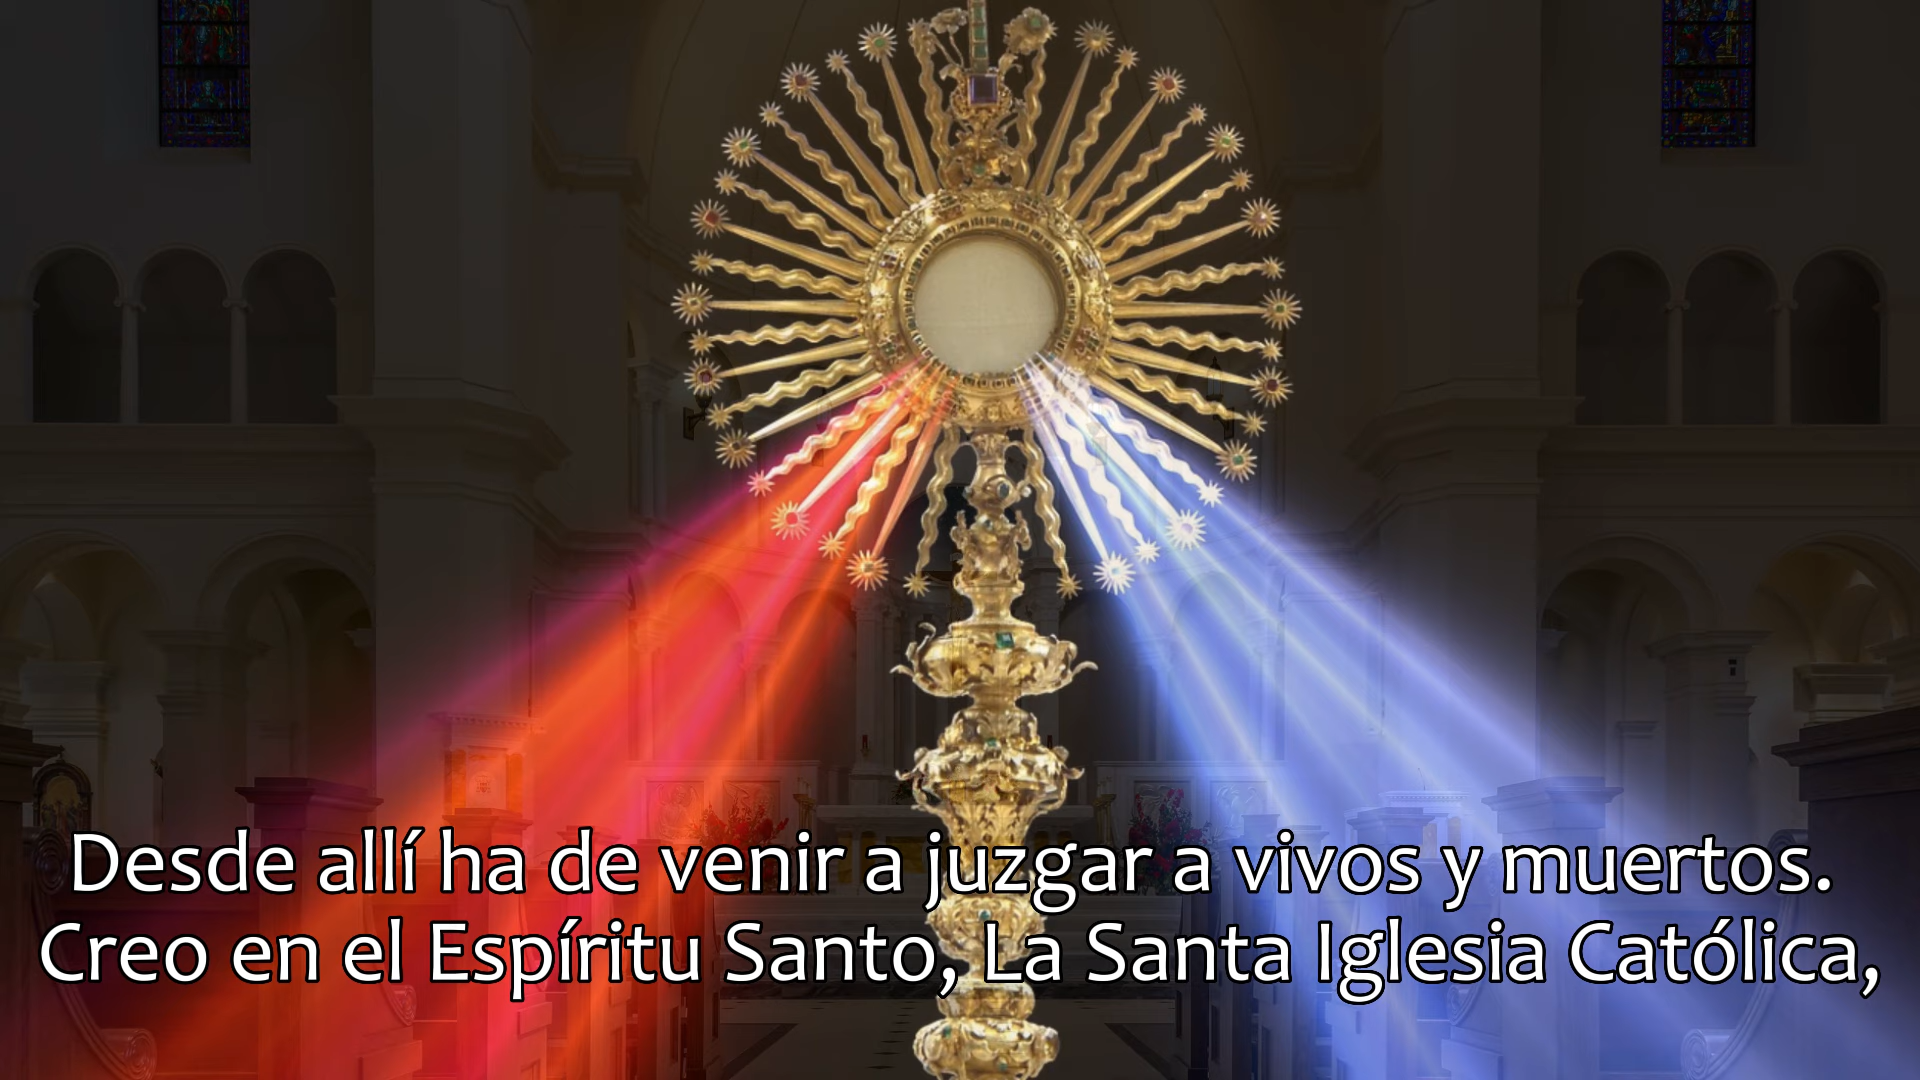 Desde allí ha de venir a juzgar a vivos y muertos.
Creo en el Espíritu Santo, La Santa Iglesia Católica,